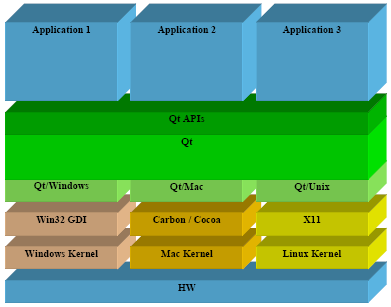 Application 1 Application 2 Application 3
Qt APIs
Qt
Qt/Windows Qt/Mac Qt/Unix
Win32 GDI Carbon / Cocoa X11
Windows Kernel Mac Kernel Linux Kernel
HW